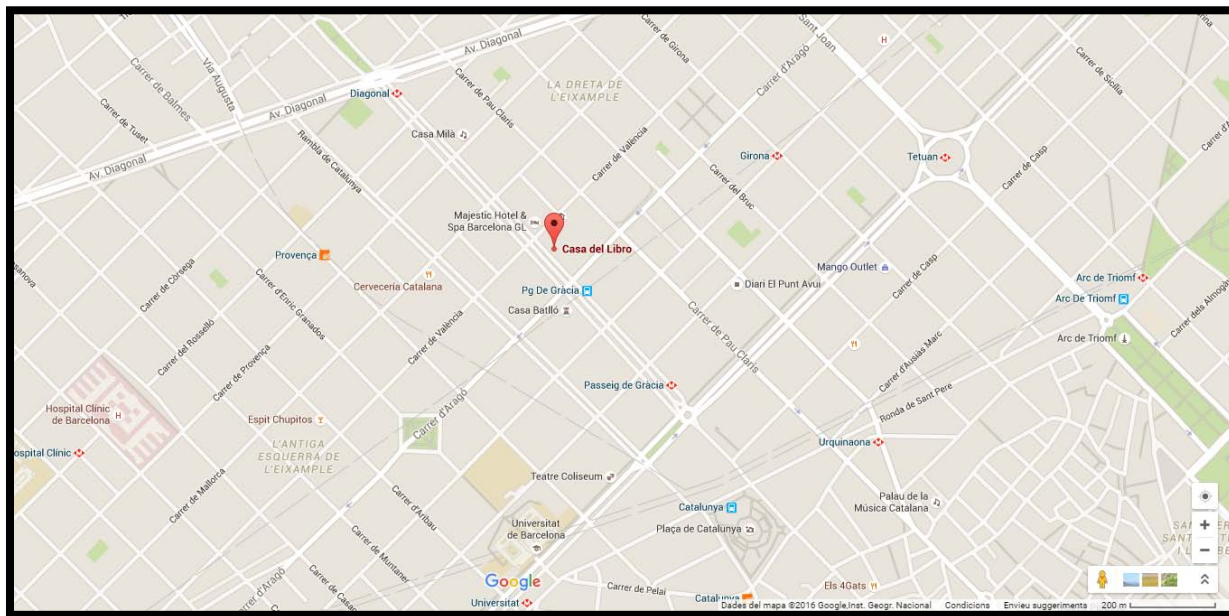 Sant Joan
Carrer de Girona
Carrer d'Aragó
H
Via Augusta
Av. Diagonal
Carrer de Sicilia
LA DRETA DE
L'EIXAMPLE
Carrer de Balmes
Diagonal
Carrer de Pau Claris
Av. Diagonal
Carrer de Tuset
Casa Milà
Rambla de Catalunya
Carrer de València
Girona
Tetuan
Carrer de Casp
Av. Diagonal
Carrer del Bruc
Majestic Hotel &
Spa Barcelona GL
Casa del Libro
Provença
Carrer de Còrsega
Cervecería Catalana
Mango Outlet
Carrer de Casp
Arc de Triomf
Pg De Gràcia
Diari El Punt Avui
Arc De Triomf
Casa Batlló
Carrer d'Enric Granados
Carrer de València
Carrer de Pau Claris
Carrer dels Almogàv
Arc de Triomf
Carrer del Rosselló
Carrer de Provença
Carrer d'Ausiàs Marc
Passeig de Gràcia
Ronda de Sant Pere
Hospital Clínic
de Barcelona
H
Espit Chupitos
Carrer d'Aragó
ospital Clínic
L'ANTIGA
ESQUERRA DE
L'EIXAMPLE
Urquinaona
Teatre Coliseum
Carrer de Mallorca
Carrer d'Aribau
Catalunya
Palau de la
Música Catalana
Universitat
de Barcelona
Plaça de Catalunya
Carrer de Muntaner
Google
Carrer d'Aragó
Carrer de Pelai
Els 4Gats
Universitat
Catalunya
Dades del mapa ©2016 Google,Inst. Geogr. Nacional Condicions Envieu suggeriments 200 m